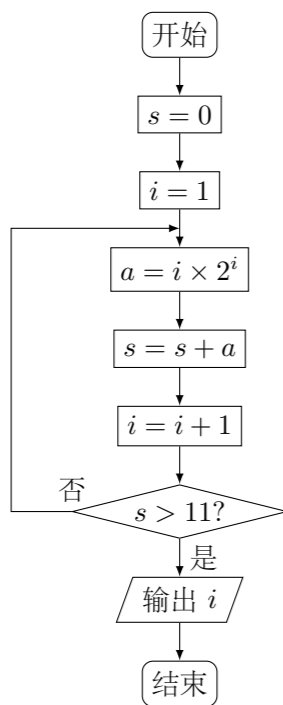 开始
s = 0
i = 1
a = i × 2^i
s = s + a
i = i + 1
否
s > 11?
是
输出 i
结束